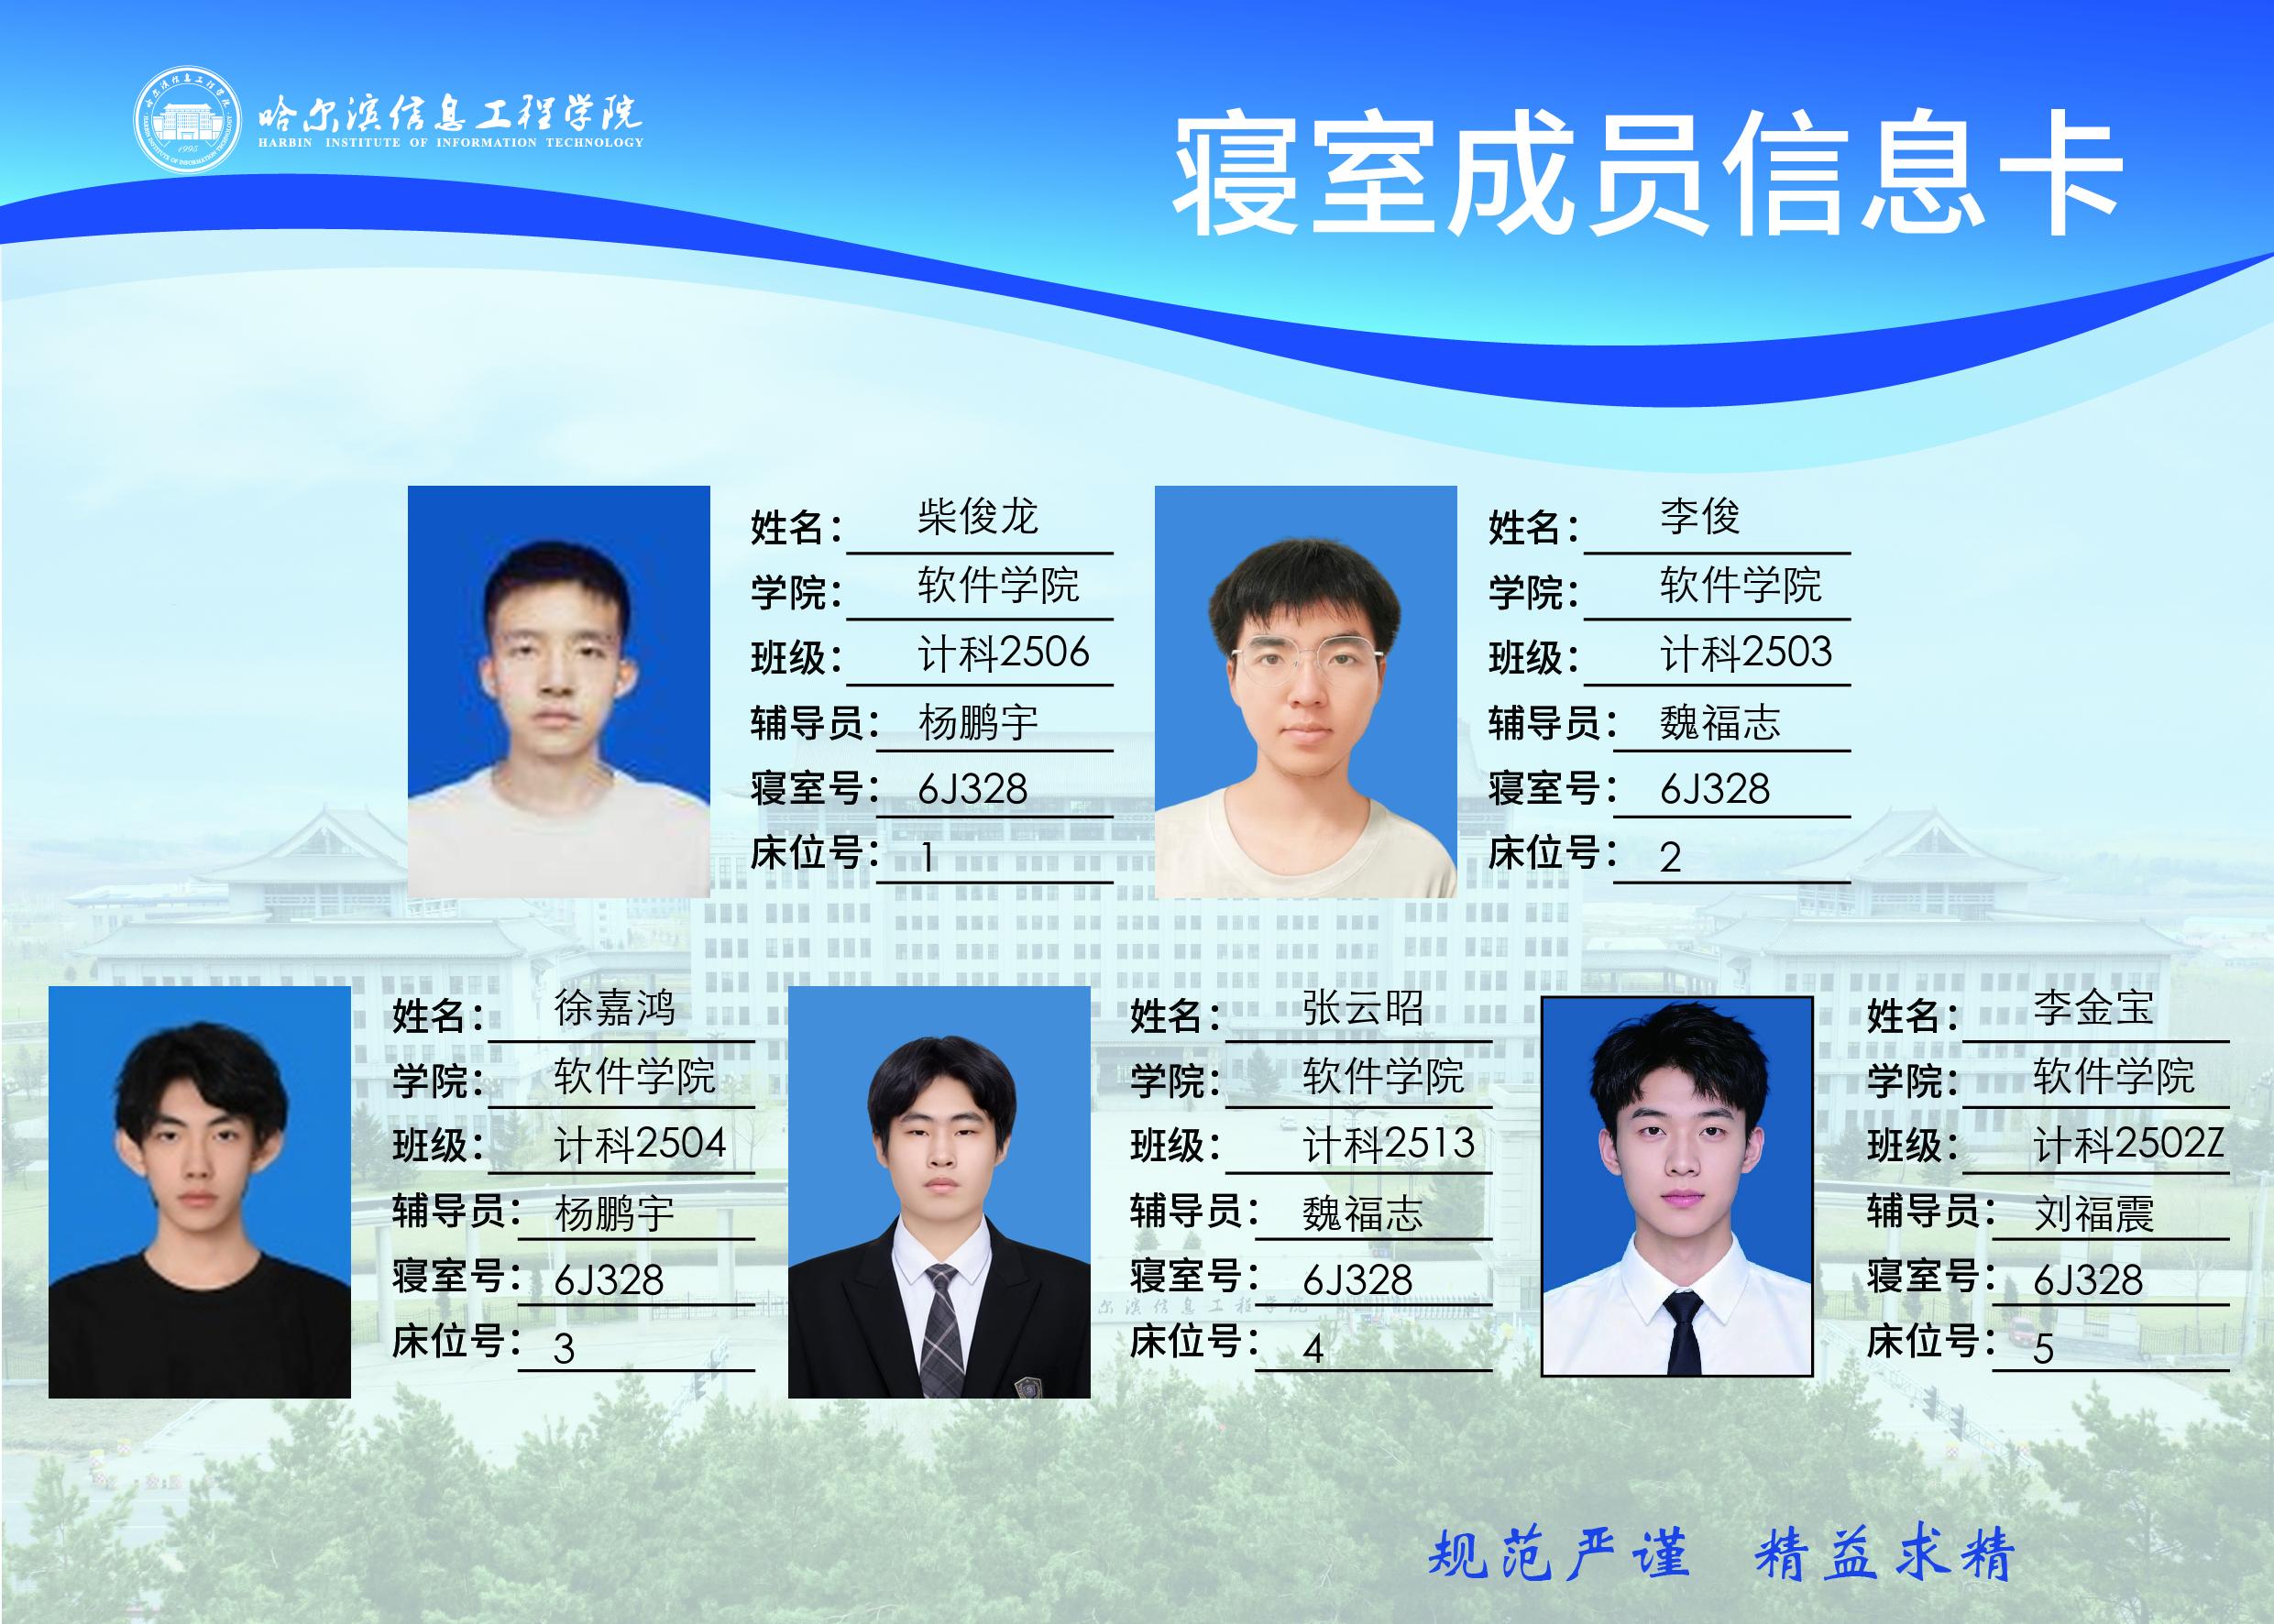 哈尔滨信息工程学院
HARBIN INSTITUTE OF INFORMATION TECHNOLOGY
1995
寝室成员信息卡
姓名： 柴俊龙
学院： 软件学院
班级： 计科2506
辅导员： 杨鹏宇
寝室号： 6J328
床位号： 1
姓名： 李俊
学院： 软件学院
班级： 计科2503
辅导员： 魏福志
寝室号： 6J328
床位号： 2
姓名： 徐嘉鸿
学院： 软件学院
班级： 计科2504
辅导员： 杨鹏宇
寝室号： 6J328
床位号： 3
姓名： 张云昭
学院： 软件学院
班级： 计科2513
辅导员： 魏福志
寝室号： 6J328
床位号： 4
姓名： 李金宝
学院： 软件学院
班级： 计科2502Z
辅导员： 刘福震
寝室号： 6J328
床位号： 5
尔滨信息工程学院
规范严谨 精益求精